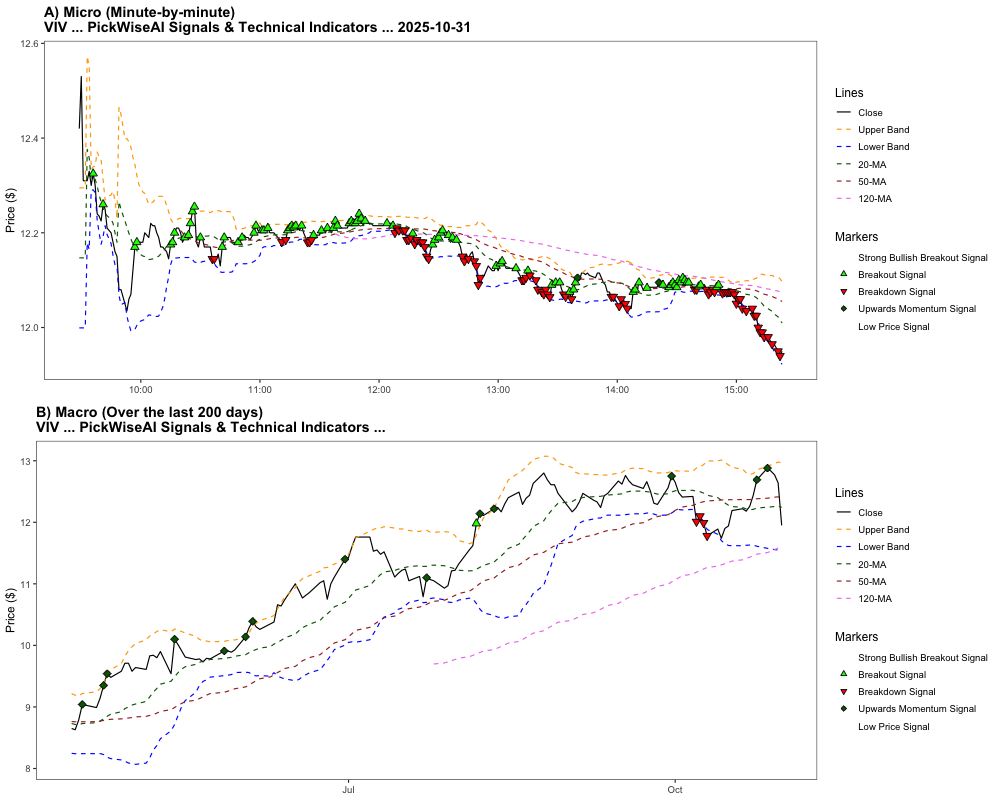 A) Micro (Minute-by-minute)
VIV ... PickWiseAI Signals & Technical Indicators ... 2025-10-31
12.6
12.4
12.2
12.0
Price ($)
10:00
11:00
12:00
13:00
14:00
15:00
Lines
Close
Upper Band
Lower Band
20-MA
50-MA
120-MA
Markers
Strong Bullish Breakout Signal
Breakout Signal
Breakdown Signal
Upwards Momentum Signal
Low Price Signal
B) Macro (Over the last 200 days)
VIV ... PickWiseAI Signals & Technical Indicators ...
13
12
11
10
9
8
Price ($)
Jul
Oct
Lines
Close
Upper Band
Lower Band
20-MA
50-MA
120-MA
Markers
Strong Bullish Breakout Signal
Breakout Signal
Breakdown Signal
Upwards Momentum Signal
Low Price Signal